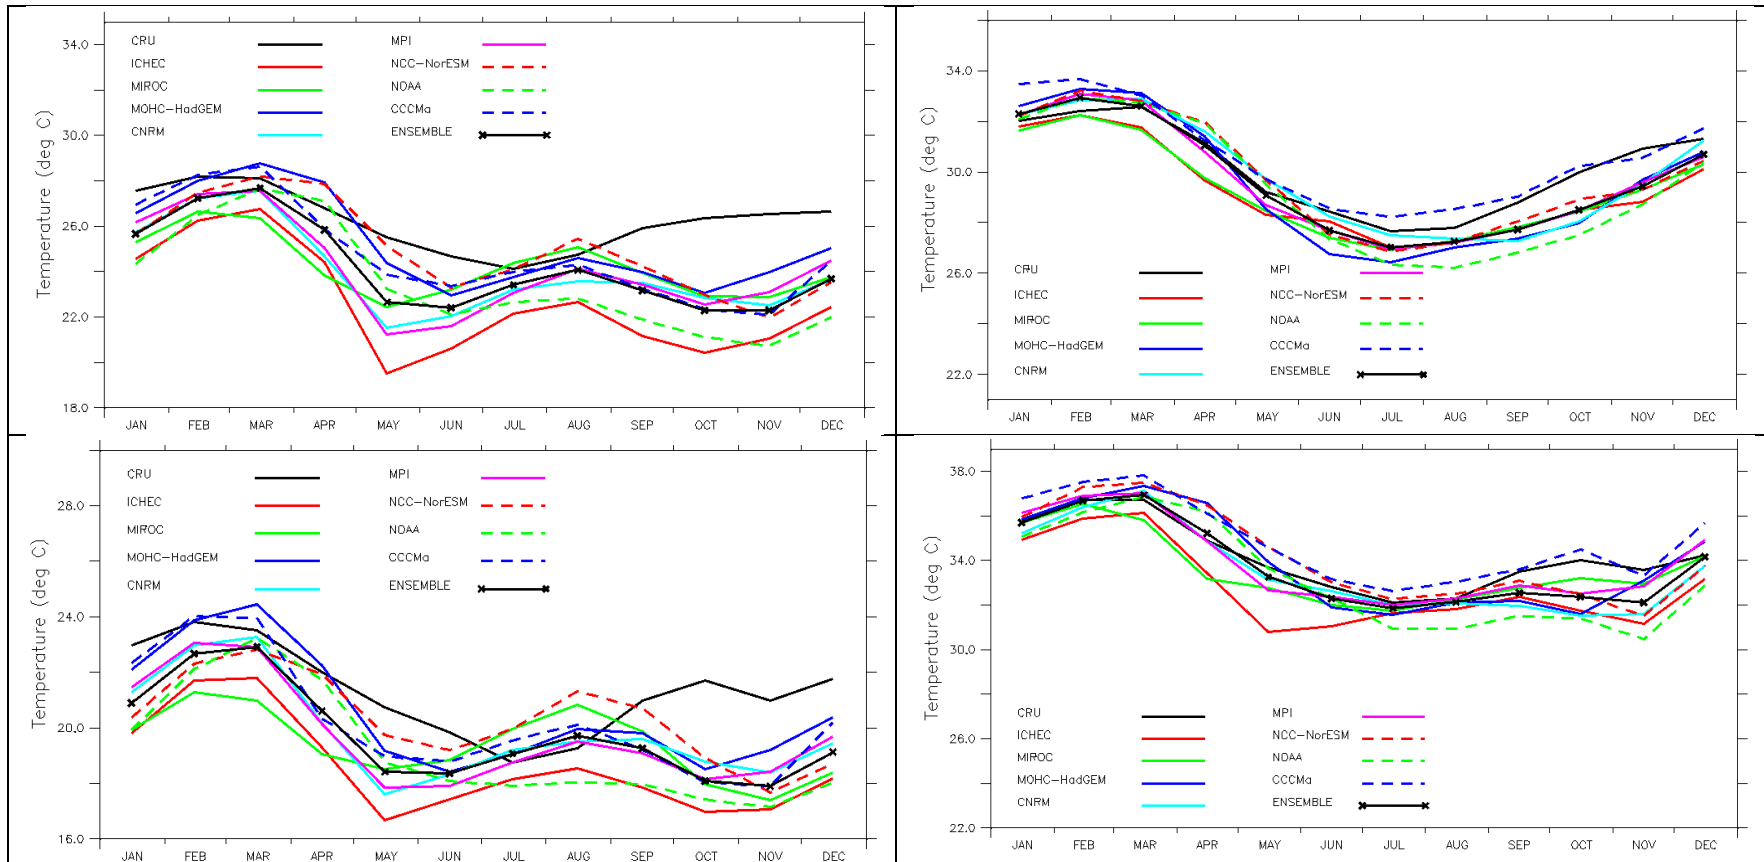 34.0
30.0
26.0
22.0
18.0
Temperature (deg C)
CRU MPI
ICHEC NCC-NorESM
MIROC NOAA
MOHC-HadGEM CCCMa
CNRM ENSEMBLE
JAN FEB MAR APR MAY JUN JUL AUG SEP OCT NOV DEC
34.0
30.0
26.0
22.0
Temperature (deg C)
CRU MPI
ICHEC NCC-NorESM
MIROC NOAA
MOHC-HadGEM CCCMa
CNRM ENSEMBLE
JAN FEB MAR APR MAY JUN JUL AUG SEP OCT NOV DEC
28.0
24.0
20.0
16.0
Temperature (deg C)
CRU MPI
ICHEC NCC-NorESM
MIROC NOAA
MOHC-HadGEM CCCMa
CNRM ENSEMBLE
JAN FEB MAR APR MAY JUN JUL AUG SEP OCT NOV DEC
38.0
34.0
30.0
26.0
22.0
Temperature (deg C)
CRU MPI
ICHEC NCC-NorESM
MIROC NOAA
MOHC-HadGEM CCCMa
CNRM ENSEMBLE
JAN FEB MAR APR MAY JUN JUL AUG SEP OCT NOV DEC